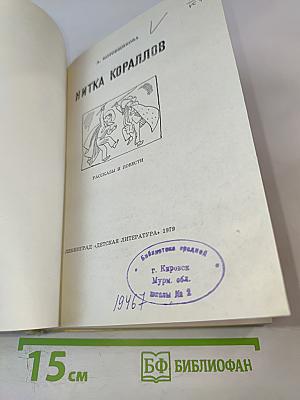 НИТКА КОРАЛЛОВ
РАССКАЗЫ И ПОВЕСТИ
ЛЕНИНГРАД «ДЕТСКАЯ ЛИТЕРАТУРА» 1979
Библиотека средней
г. Кировск
Мурм. обл.
школы № 2
19467
15 см
БФ БИБЛИОФАН